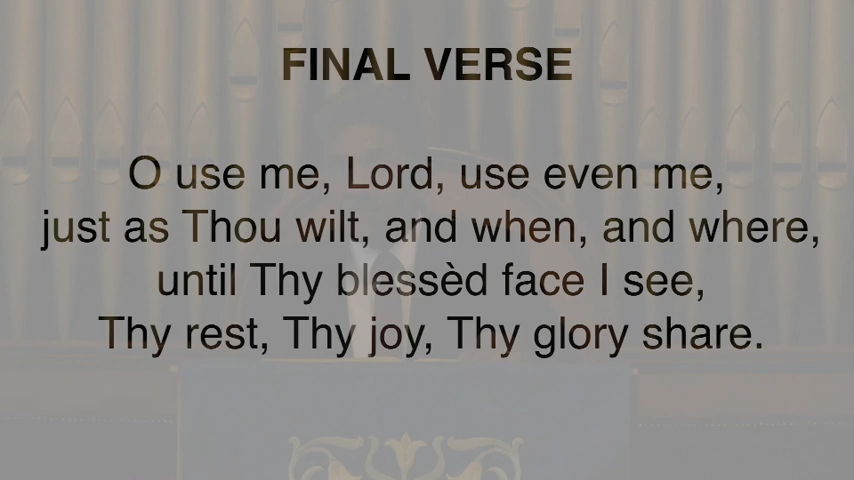 FINAL VERSE
O use me, Lord, use even me,
just as Thou wilt, and when, and where,
until Thy blessèd face I see,
Thy rest, Thy joy, Thy glory share.